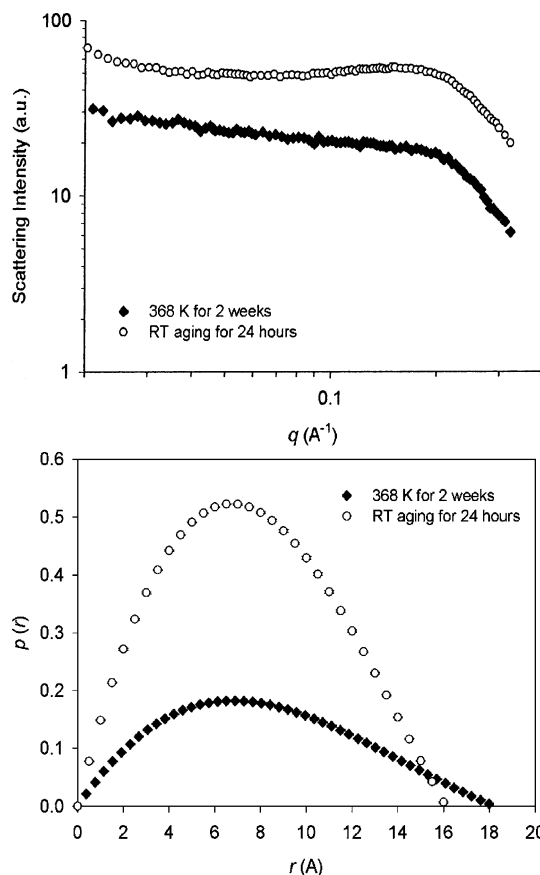 100
10
1
Scattering Intensity (a.u.)
368 K for 2 weeks
RT aging for 24 hours
0.1
q (A-1)
0.6
0.5
0.4
0.3
0.2
0.1
0.0
p (r)
368 K for 2 weeks
RT aging for 24 hours
0 2 4 6 8 10 12 14 16 18 20
r (A)